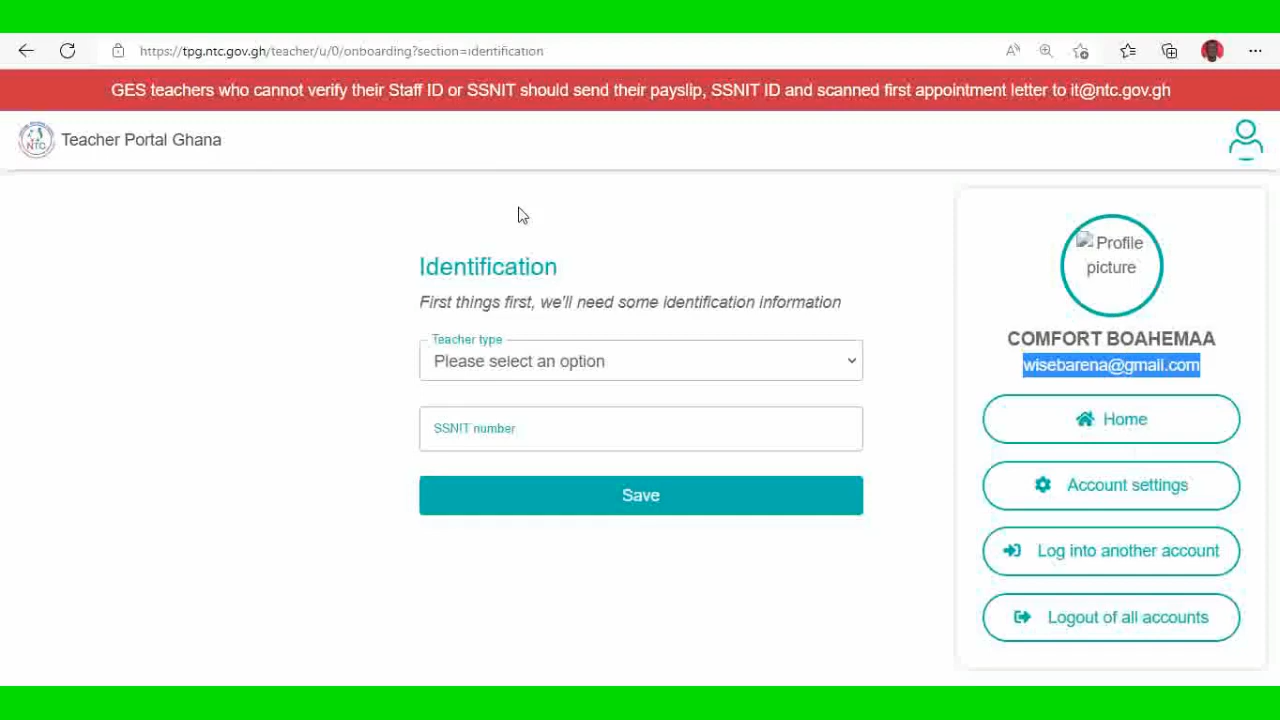 https://tpg.ntc.gov.gh/teacher/u/0/onboarding?section=identification
GES teachers who cannot verify their Staff ID or SSNIT should send their payslip, SSNIT ID and scanned first appointment letter to it@ntc.gov.gh
NTC
Teacher Portal Ghana
Identification
First things first, we'll need some identification information
Teacher type
Please select an option
SSNIT number
Save
Profile
picture
COMFORT BOAHEMAA
wisebarena@gmail.com
Home
Account settings
Log into another account
Logout of all accounts